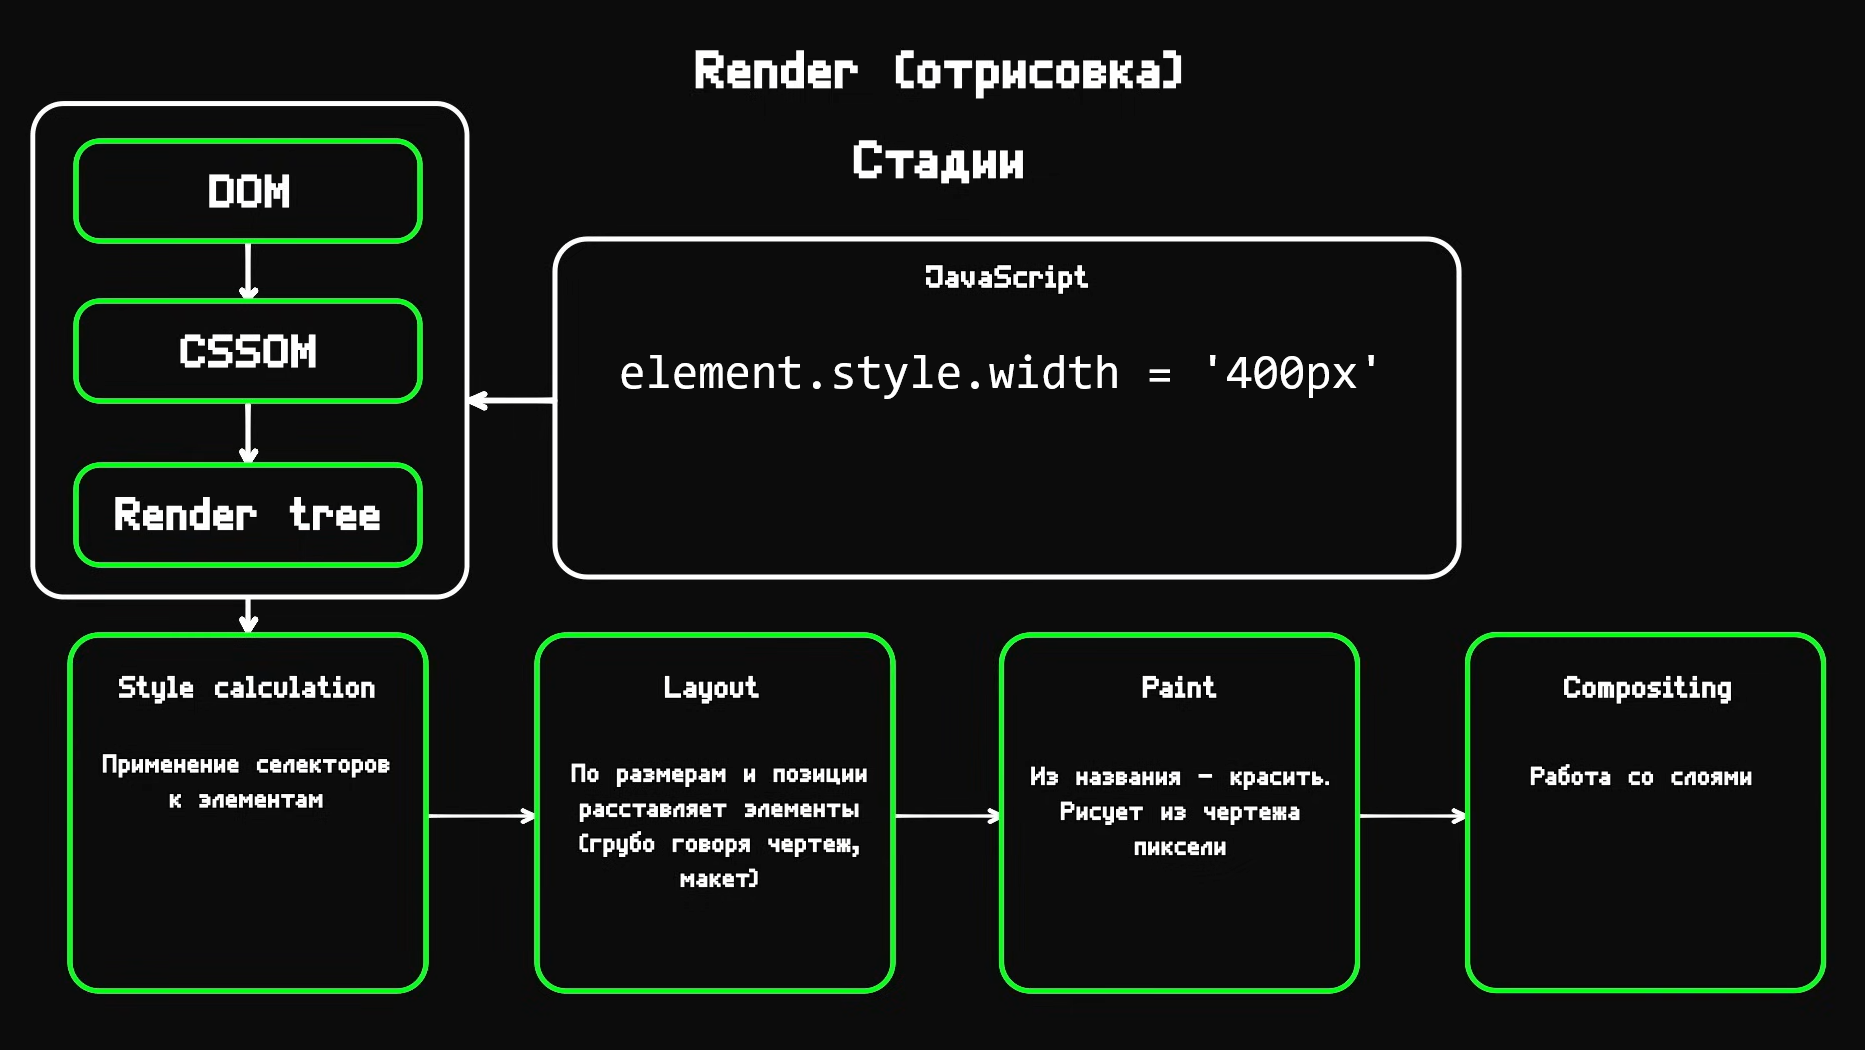 Render (отрисовка)
Стадии
DOM
CSSOM
Render tree
JavaScript
element.style.width = '400px'
Style calculation
Применение селекторов
к элементам
Layout
По размерам и позиции
расставляет элементы
(грубо говоря чертеж,
макет)
Paint
Из названия - красить.
Рисует из чертежа
пиксели
Compositing
Работа со слоями